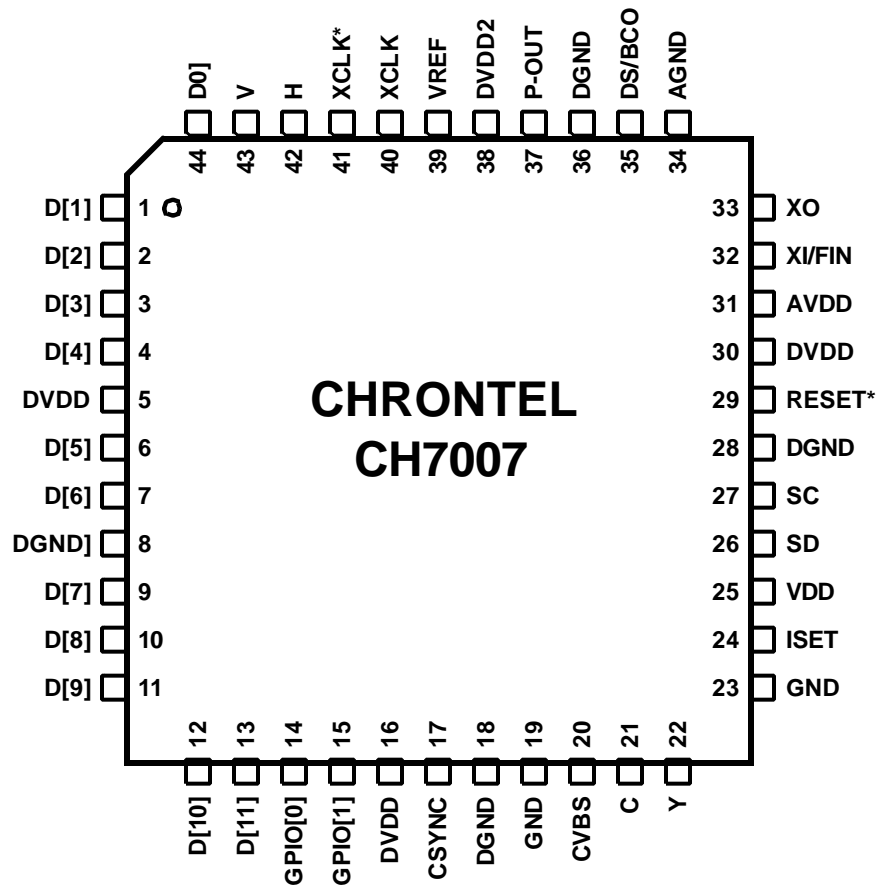 D0] V H XCLK* XCLK VREF DVDD2 P-OUT DGND DS/BCO AGND
44 43 42 41 40 39 38 37 36 35 34
D[1] 1 33 XO
D[2] 2 32 XI/FIN
D[3] 3 31 AVDD
D[4] 4 30 DVDD
DVDD 5 29 RESET*
CHRONTEL
D[5] 6 28 DGND
CH7007
D[6] 7 27 SC
DGND] 8 26 SD
D[7] 9 25 VDD
D[8] 10 24 ISET
D[9] 11 23 GND
12 13 14 15 16 17 18 19 20 21 22
D[10] D[11] GPIO[0] GPIO[1] DVDD CSYNC DGND GND CVBS C Y